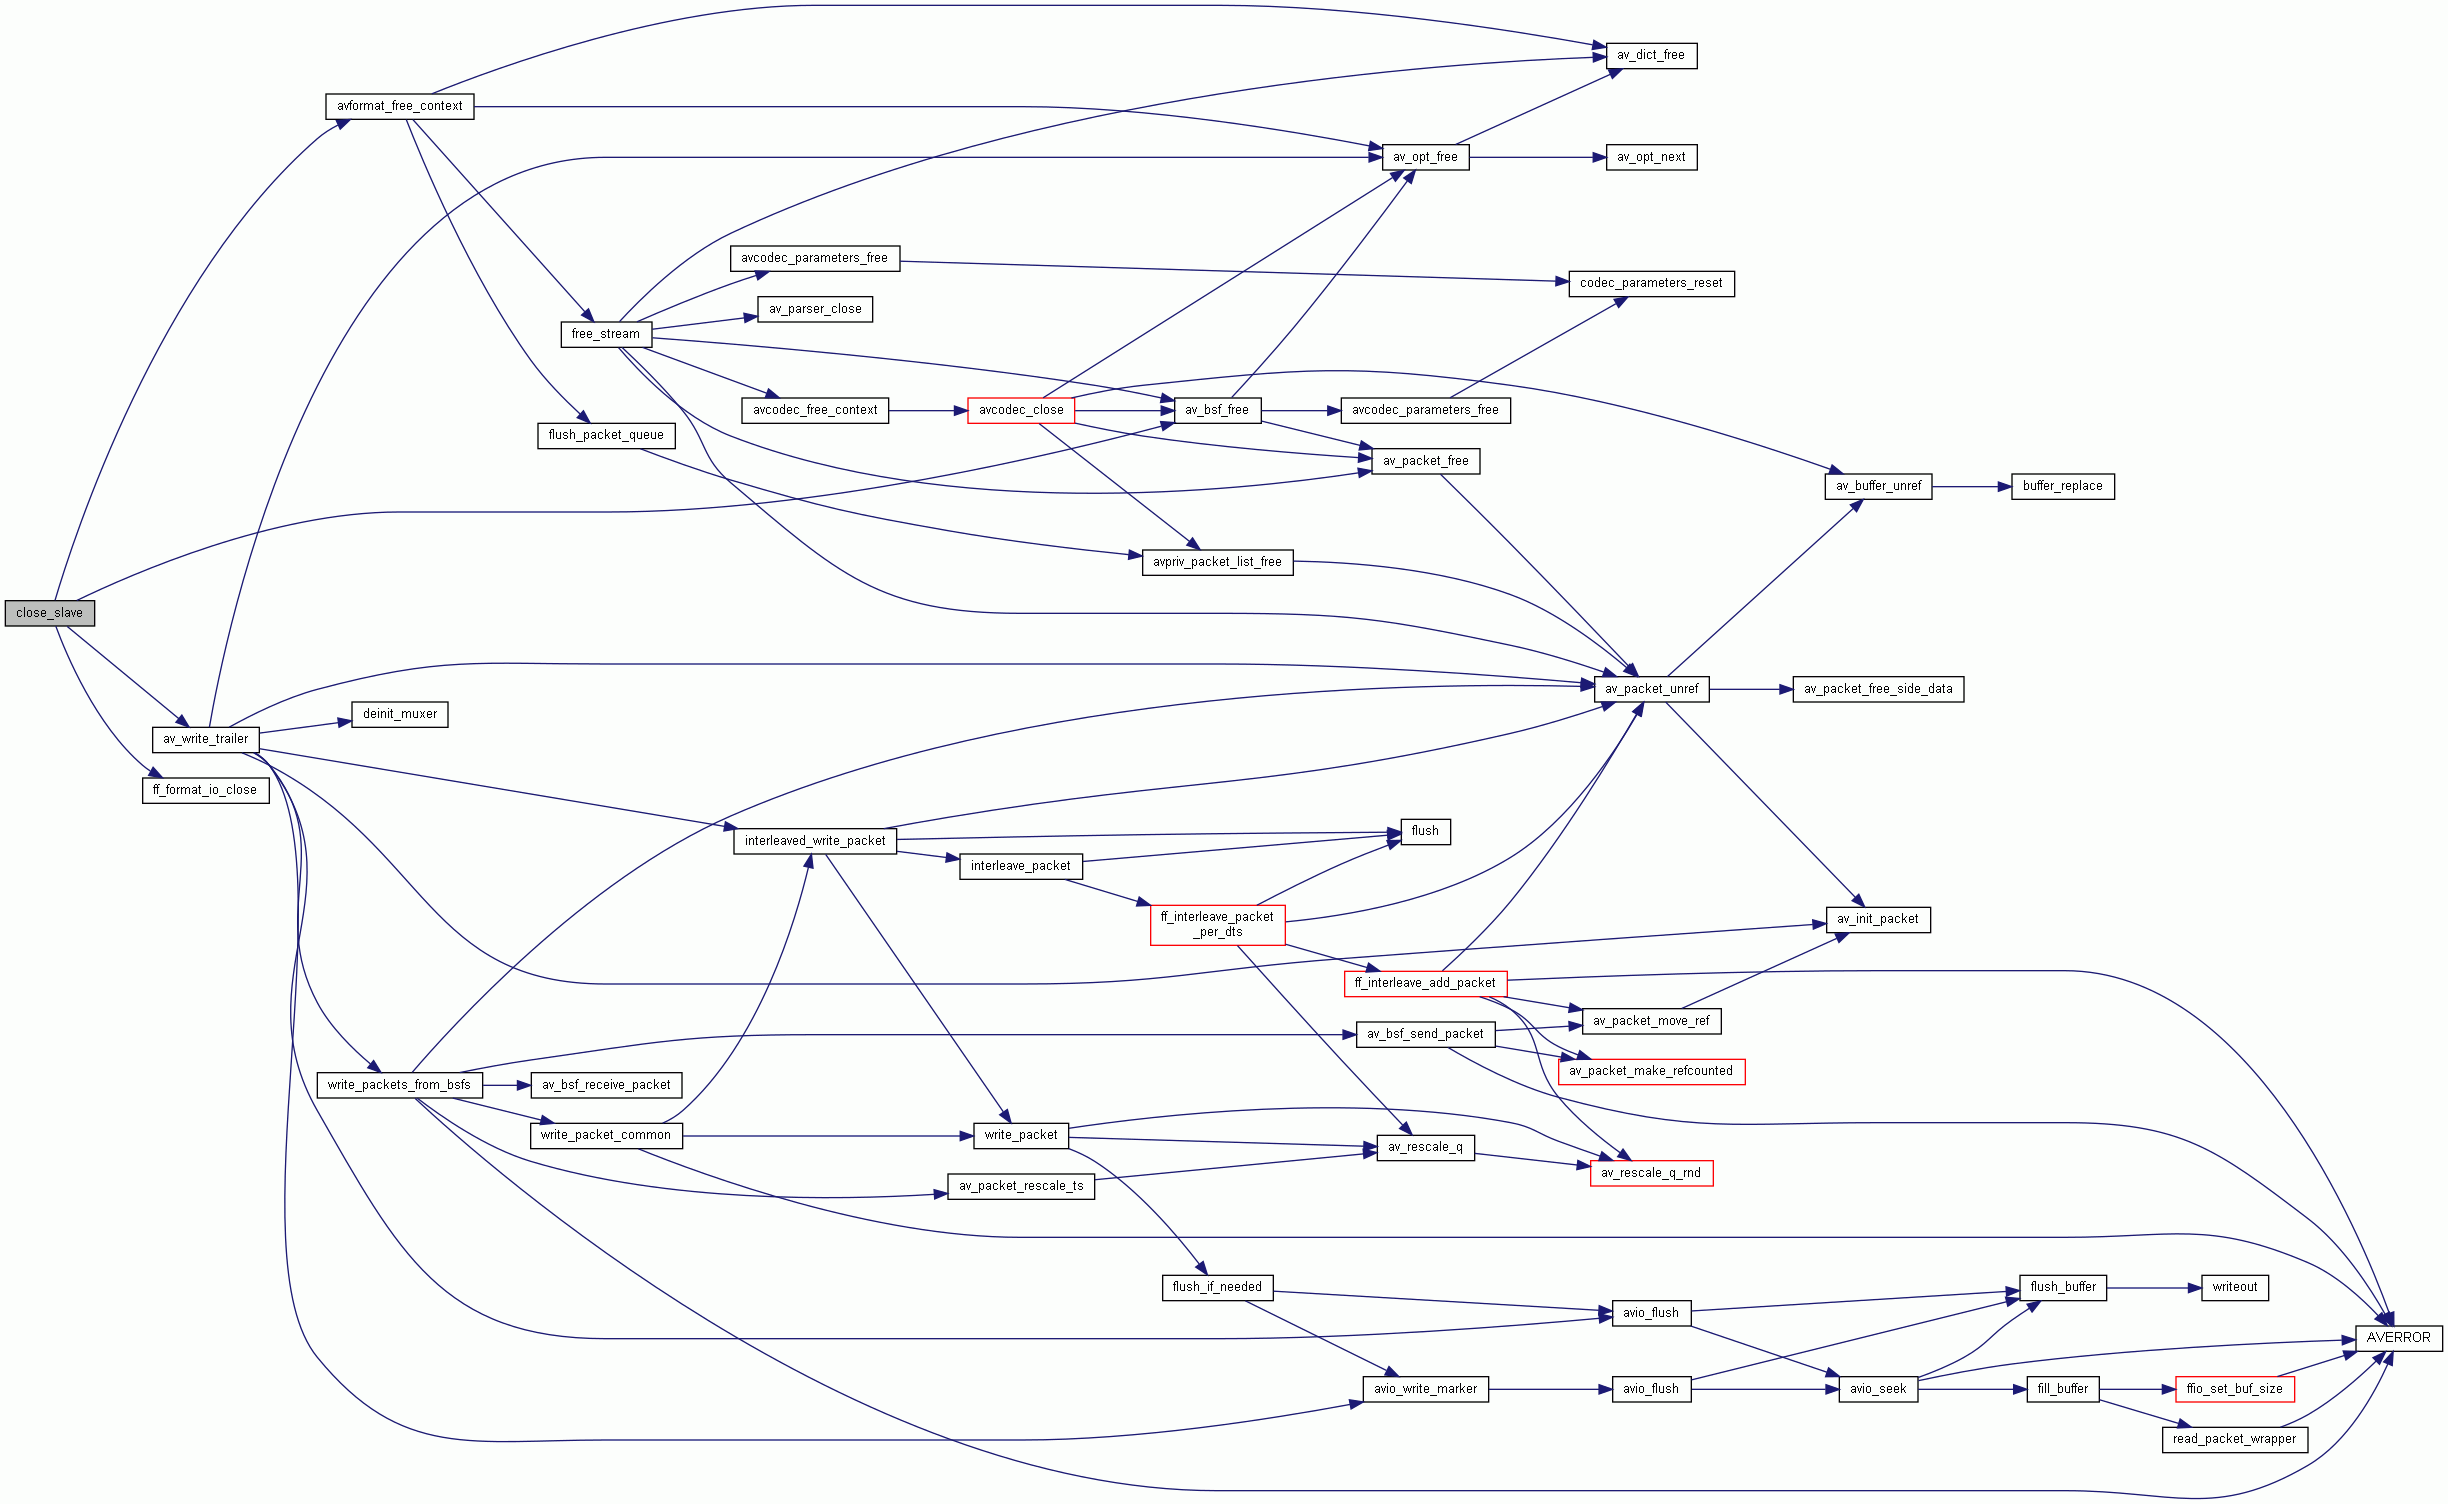 av_dict_free
avformat_free_context
av_opt_free
av_opt_next
avcodec_parameters_free
codec_parameters_reset
av_parser_close
free_stream
avcodec_free_context
avcodec_close
av_bsf_free
avcodec_parameters_free
flush_packet_queue
av_packet_free
av_buffer_unref
buffer_replace
avpriv_packet_list_free
close_slave
av_packet_unref
av_packet_free_side_data
deinit_muxer
av_write_trailer
ff_format_io_close
interleaved_write_packet
flush
interleave_packet
ff_interleave_packet
_per_dts
av_init_packet
ff_interleave_add_packet
av_packet_move_ref
av_bsf_send_packet
av_packet_make_refcounted
write_packets_from_bsfs
av_bsf_receive_packet
write_packet_common
write_packet
av_rescale_q
av_rescale_q_rnd
av_packet_rescale_ts
flush_if_needed
flush_buffer
writeout
avio_flush
AVERROR
avio_write_marker
avio_flush
avio_seek
fill_buffer
ffio_set_buf_size
read_packet_wrapper